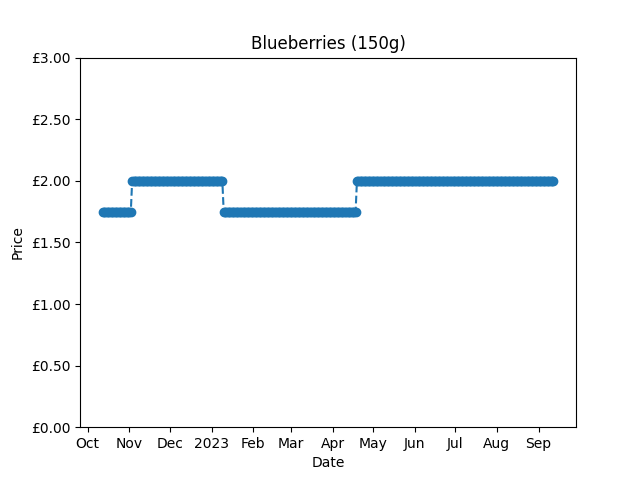 Blueberries (150g)
£3.00
£2.50
£2.00
£1.50
£1.00
£0.50
£0.00
Price
Oct Nov Dec 2023 Feb Mar Apr May Jun Jul Aug Sep
Date